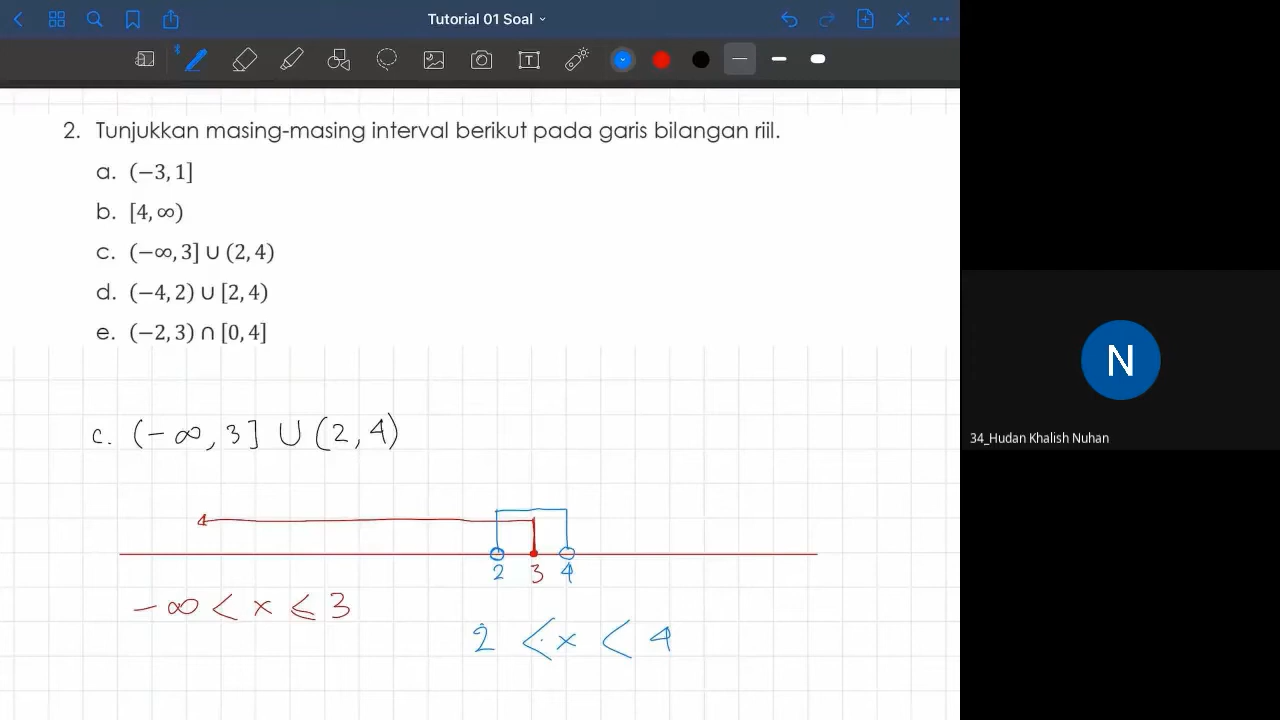 Tutorial 01 Soal
T
2. Tunjukkan masing-masing interval berikut pada garis bilangan riil.
a. (−3, 1]
b. [4, ∞)
c. (−∞, 3] ∪ (2, 4)
d. (−4, 2) ∪ [2, 4)
e. (−2, 3) ∩ [0, 4]
c. (-∞, 3] ∪ (2, 4)
2 3 4
-∞ < x ≤ 3
2 < x < 4
N
34_Hudan Khalish Nuhan